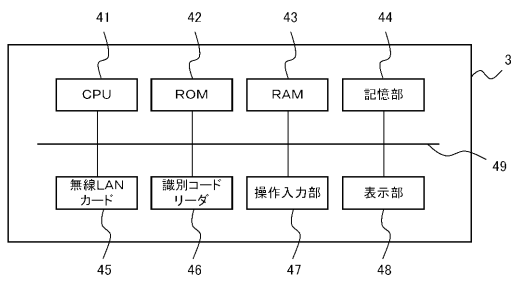 41
42
43
44
3
CPU
ROM
RAM
記憶部
49
無線LAN
カード
識別コード
リーダ
操作入力部
表示部
45
46
47
48